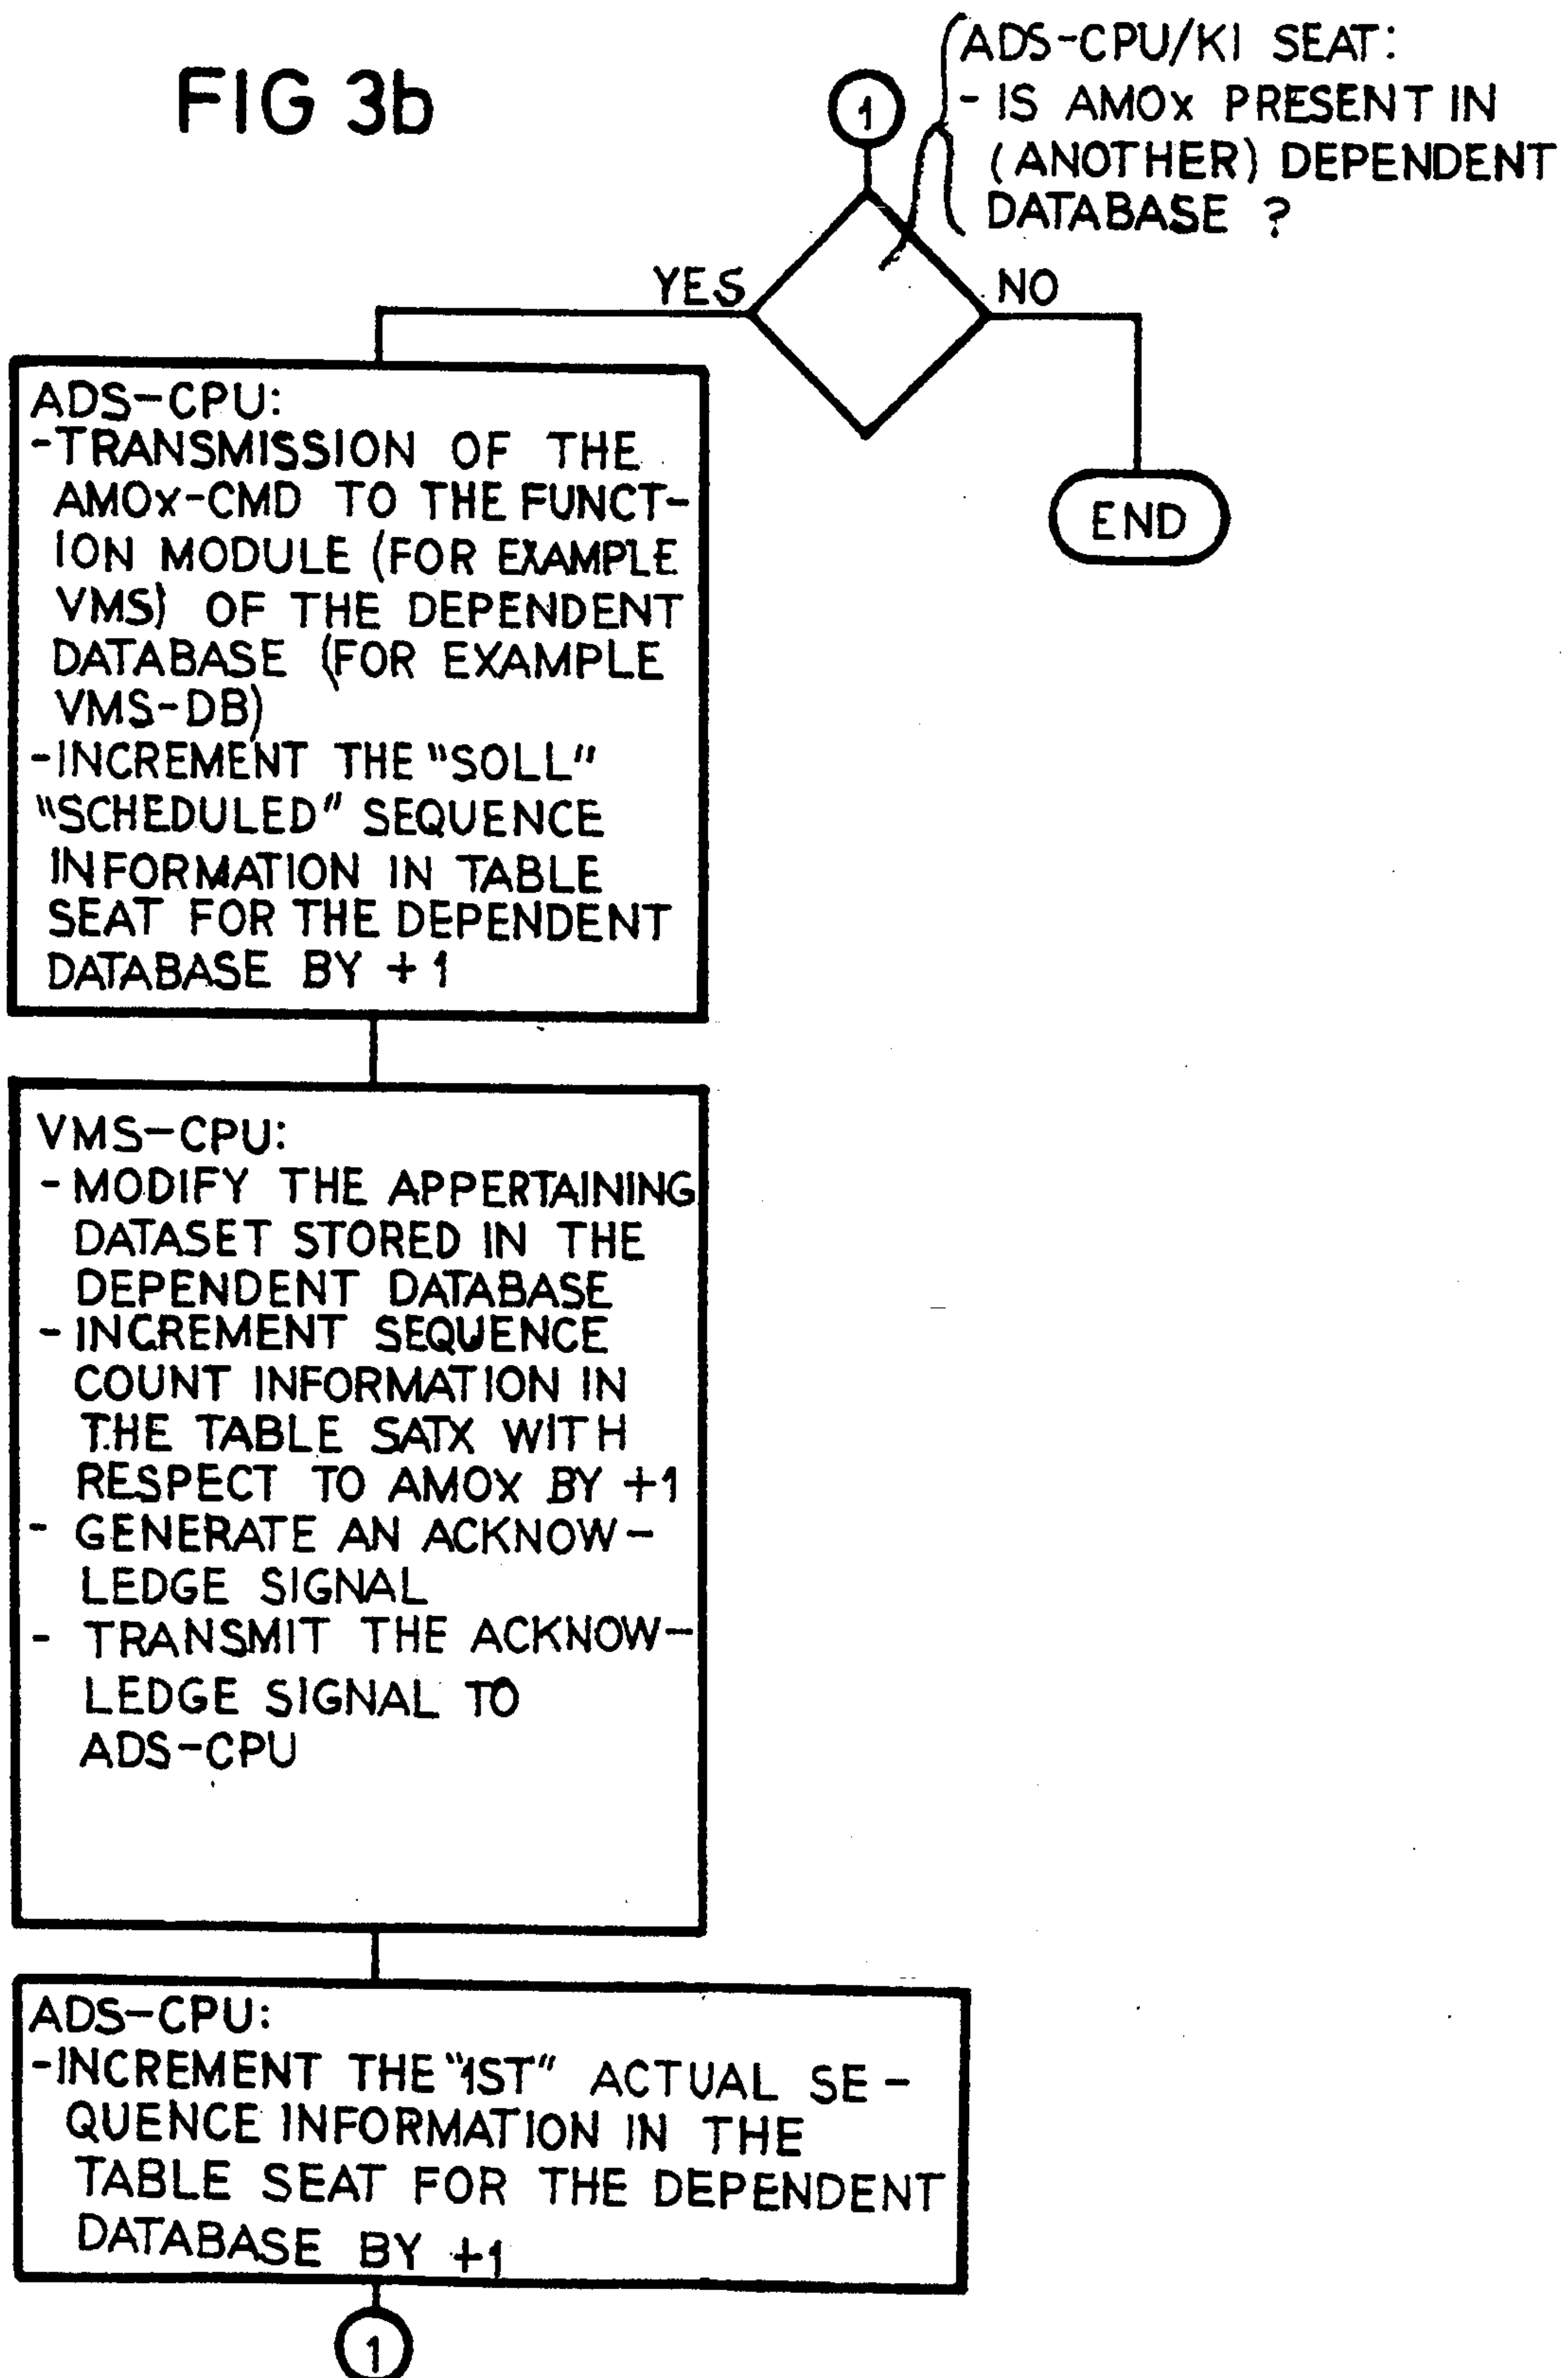 FIG 3b
1
ADS-CPU/KI SEAT:
- IS AMOx PRESENT IN
(ANOTHER) DEPENDENT
DATABASE ?
YES
NO
END
ADS-CPU:
-TRANSMISSION OF THE
AMOx-CMD TO THE FUNCT-
ION MODULE (FOR EXAMPLE
VMS) OF THE DEPENDENT
DATABASE (FOR EXAMPLE
VMS-DB)
-INCREMENT THE "SOLL"
"SCHEDULED" SEQUENCE
INFORMATION IN TABLE
SEAT FOR THE DEPENDENT
DATABASE BY +1
VMS-CPU:
- MODIFY THE APPERTAINING
DATASET STORED IN THE
DEPENDENT DATABASE
- INCREMENT SEQUENCE
COUNT INFORMATION IN
THE TABLE SATX WITH
RESPECT TO AMOX BY +1
- GENERATE AN ACKNOW-
LEDGE SIGNAL
- TRANSMIT THE ACKNOW-
LEDGE SIGNAL TO
ADS-CPU
ADS-CPU:
-INCREMENT THE "1ST" ACTUAL SE-
QUENCE INFORMATION IN THE
TABLE SEAT FOR THE DEPENDENT
DATABASE BY +1
1